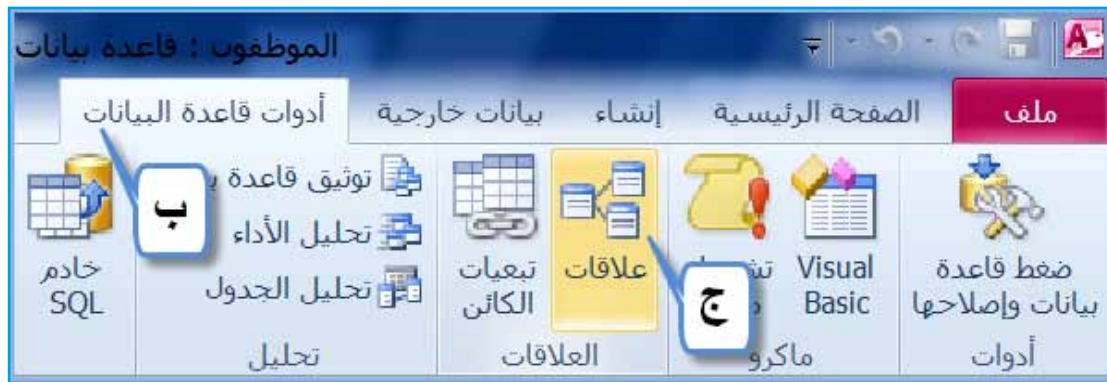 الموظفون : قاعدة بيانات
ملف الصفحة الرئيسية إنشاء بيانات خارجية أدوات قاعدة البيانات
ضغط قاعدة
بيانات وإصلاحها
أدوات
Visual
Basic
ماكرو
ج
علاقات
تبعيات
الكائن
العلاقات
توثيق قاعدة
تحليل الأداء
تحليل الجدول
تحليل
ب
خادم
SQL